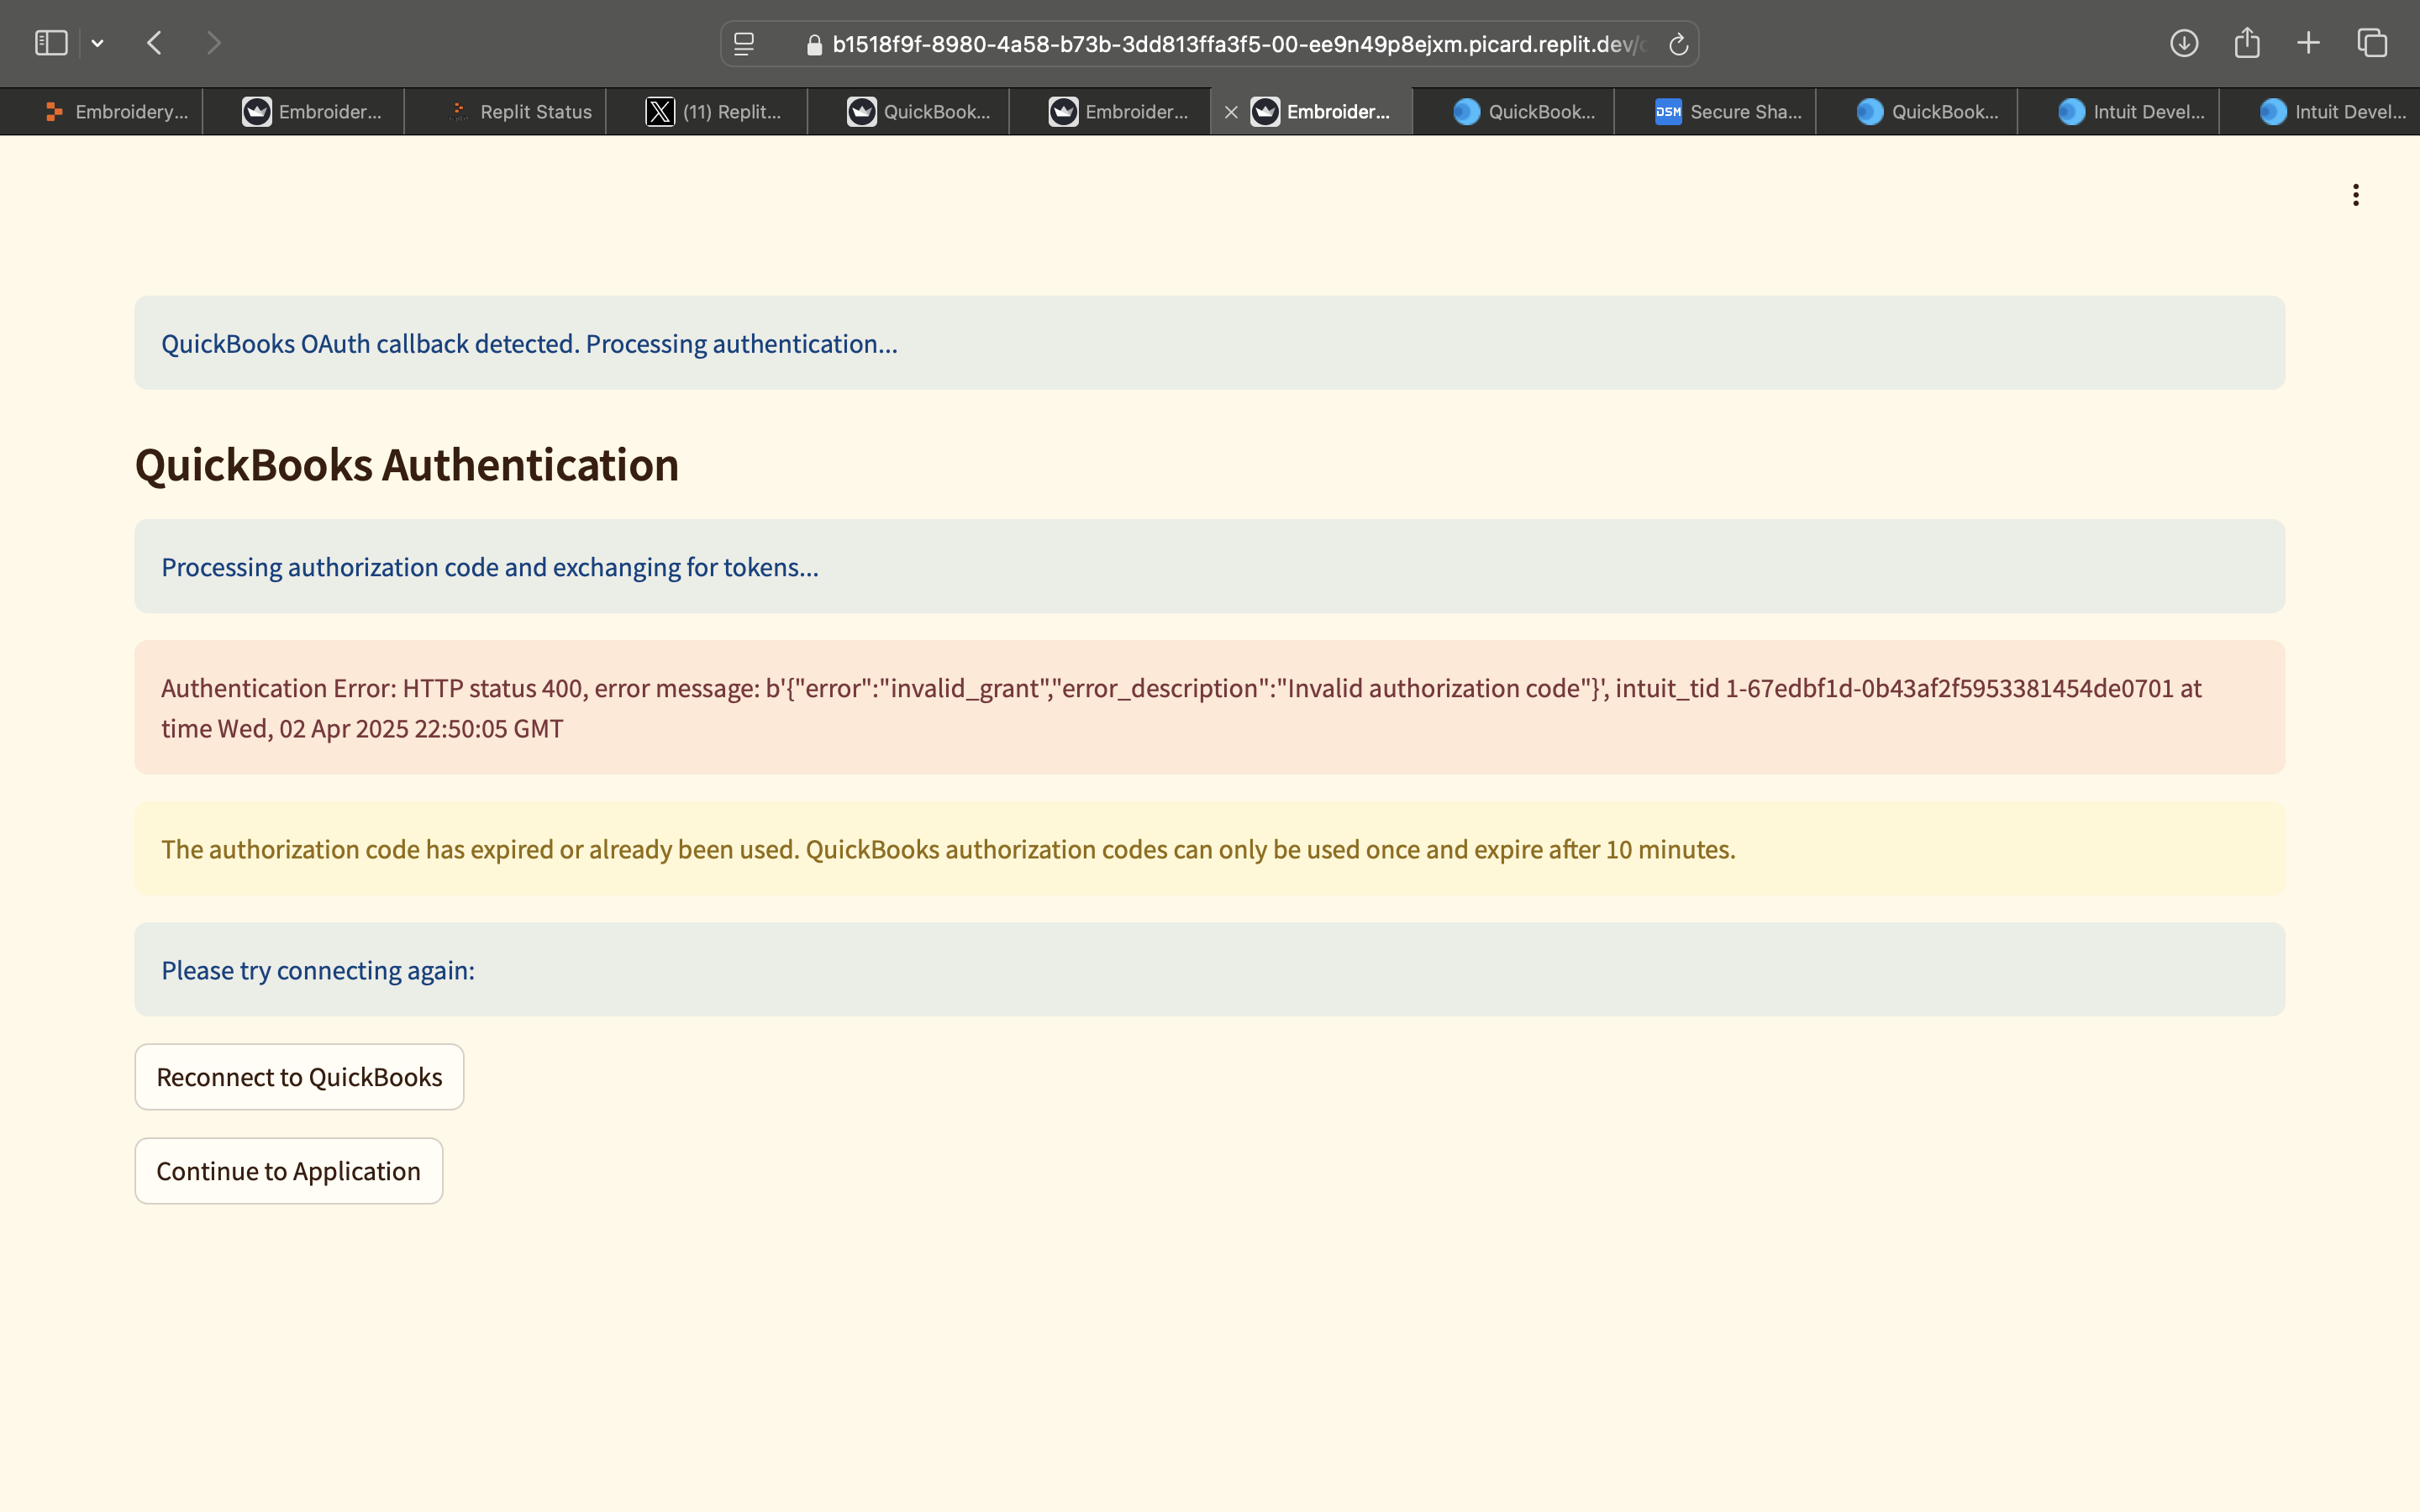 b1518f9f-8980-4a58-b73b-3dd813ffa3f5-00-ee9n49p8ejxm.picard.replit.dev/
Embroidery...
Embroider...
Replit Status
(11) Replit...
QuickBook...
Embroider...
Embroider...
QuickBook...
DSM
Secure Sha...
QuickBook...
Intuit Devel...
Intuit Devel...
QuickBooks OAuth callback detected. Processing authentication...
QuickBooks Authentication
Processing authorization code and exchanging for tokens...
Authentication Error: HTTP status 400, error message: b'{"error":"invalid_grant","error_description":"Invalid authorization code"}', intuit_tid 1-67edbf1d-0b43af2f5953381454de0701 at
time Wed, 02 Apr 2025 22:50:05 GMT
The authorization code has expired or already been used. QuickBooks authorization codes can only be used once and expire after 10 minutes.
Please try connecting again:
Reconnect to QuickBooks
Continue to Application